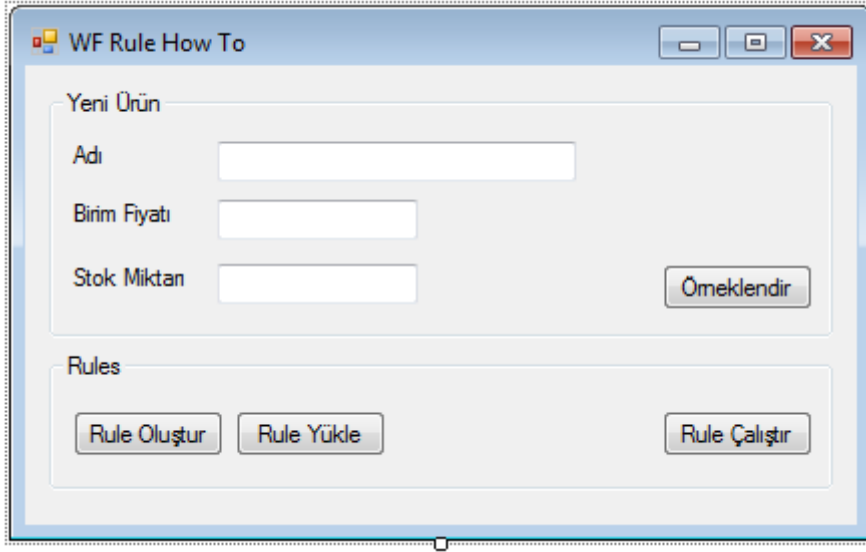 WF Rule How To
Yeni Ürün
Adı
Birim Fiyatı
Stok Miktarı
Örneklendir
Rules
Rule Oluştur Rule Yükle Rule Çalıştır